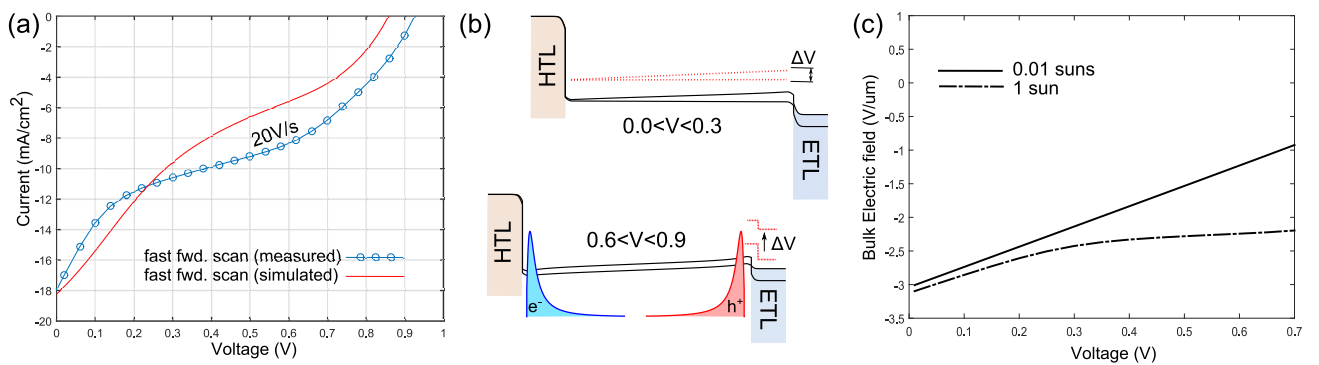 (a)
0
-2
-4
-6
-8
-10
-12
-14
-16
-18
-20
Current (mA/cm²)
20V/s
fast fwd. scan (measured)
fast fwd. scan (simulated)
0 0.1 0.2 0.3 0.4 0.5 0.6 0.7 0.8 0.9 1
Voltage (V)
(b)
HTL
ΔV
0.0<V<0.3
ETL
HTL
0.6<V<0.9
ΔV
e⁻
h⁺
ETL
(c)
1
0.5
0
-0.5
-1
-1.5
-2
-2.5
-3
-3.5
Bulk Electric field (V/um)
0.01 suns
1 sun
0 0.1 0.2 0.3 0.4 0.5 0.6 0.7
Voltage (V)